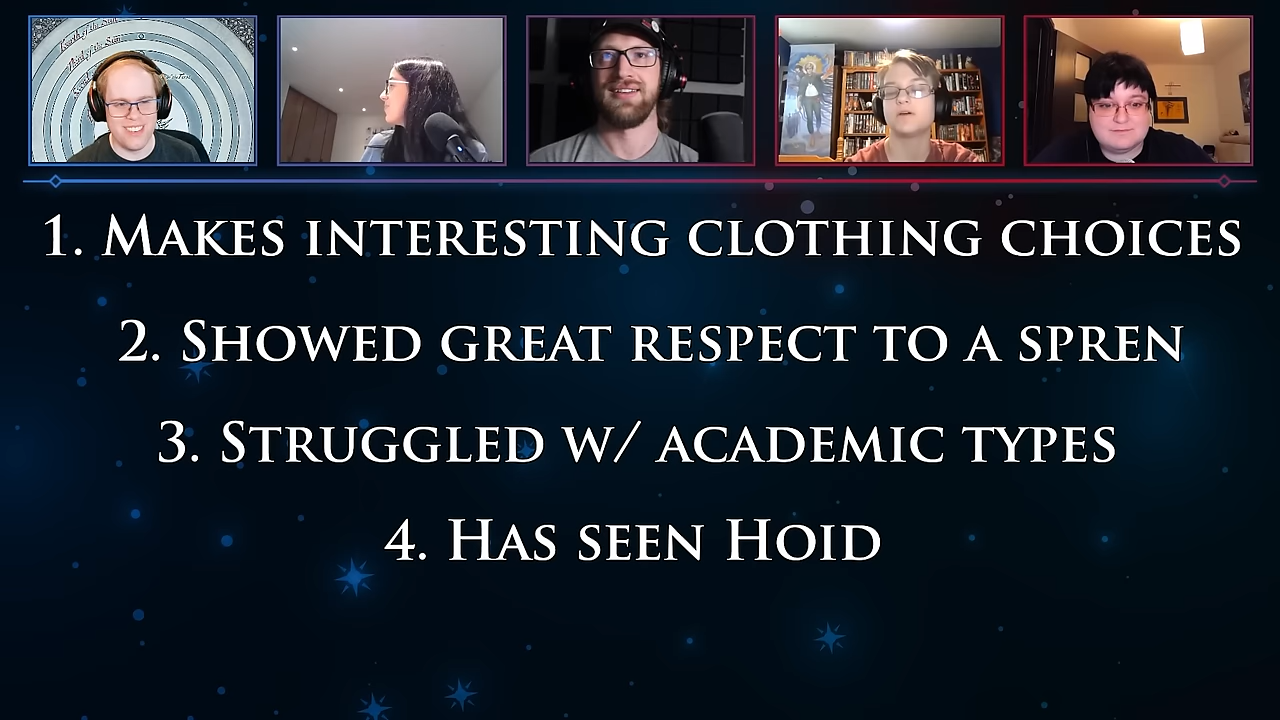 1. Makes interesting clothing choices
2. Showed great respect to a spren
3. Struggled w/ academic types
4. Has seen Hoid